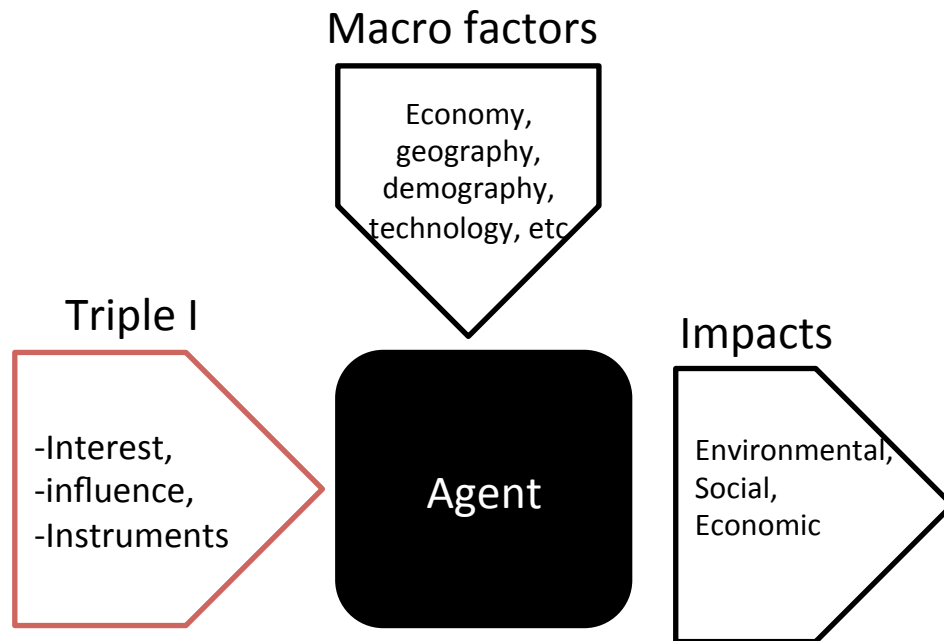 Macro factors
Economy,
geography,
demography,
technology, etc
Triple I
-Interest,
-influence,
-Instruments
Agent
Impacts
Environmental,
Social,
Economic